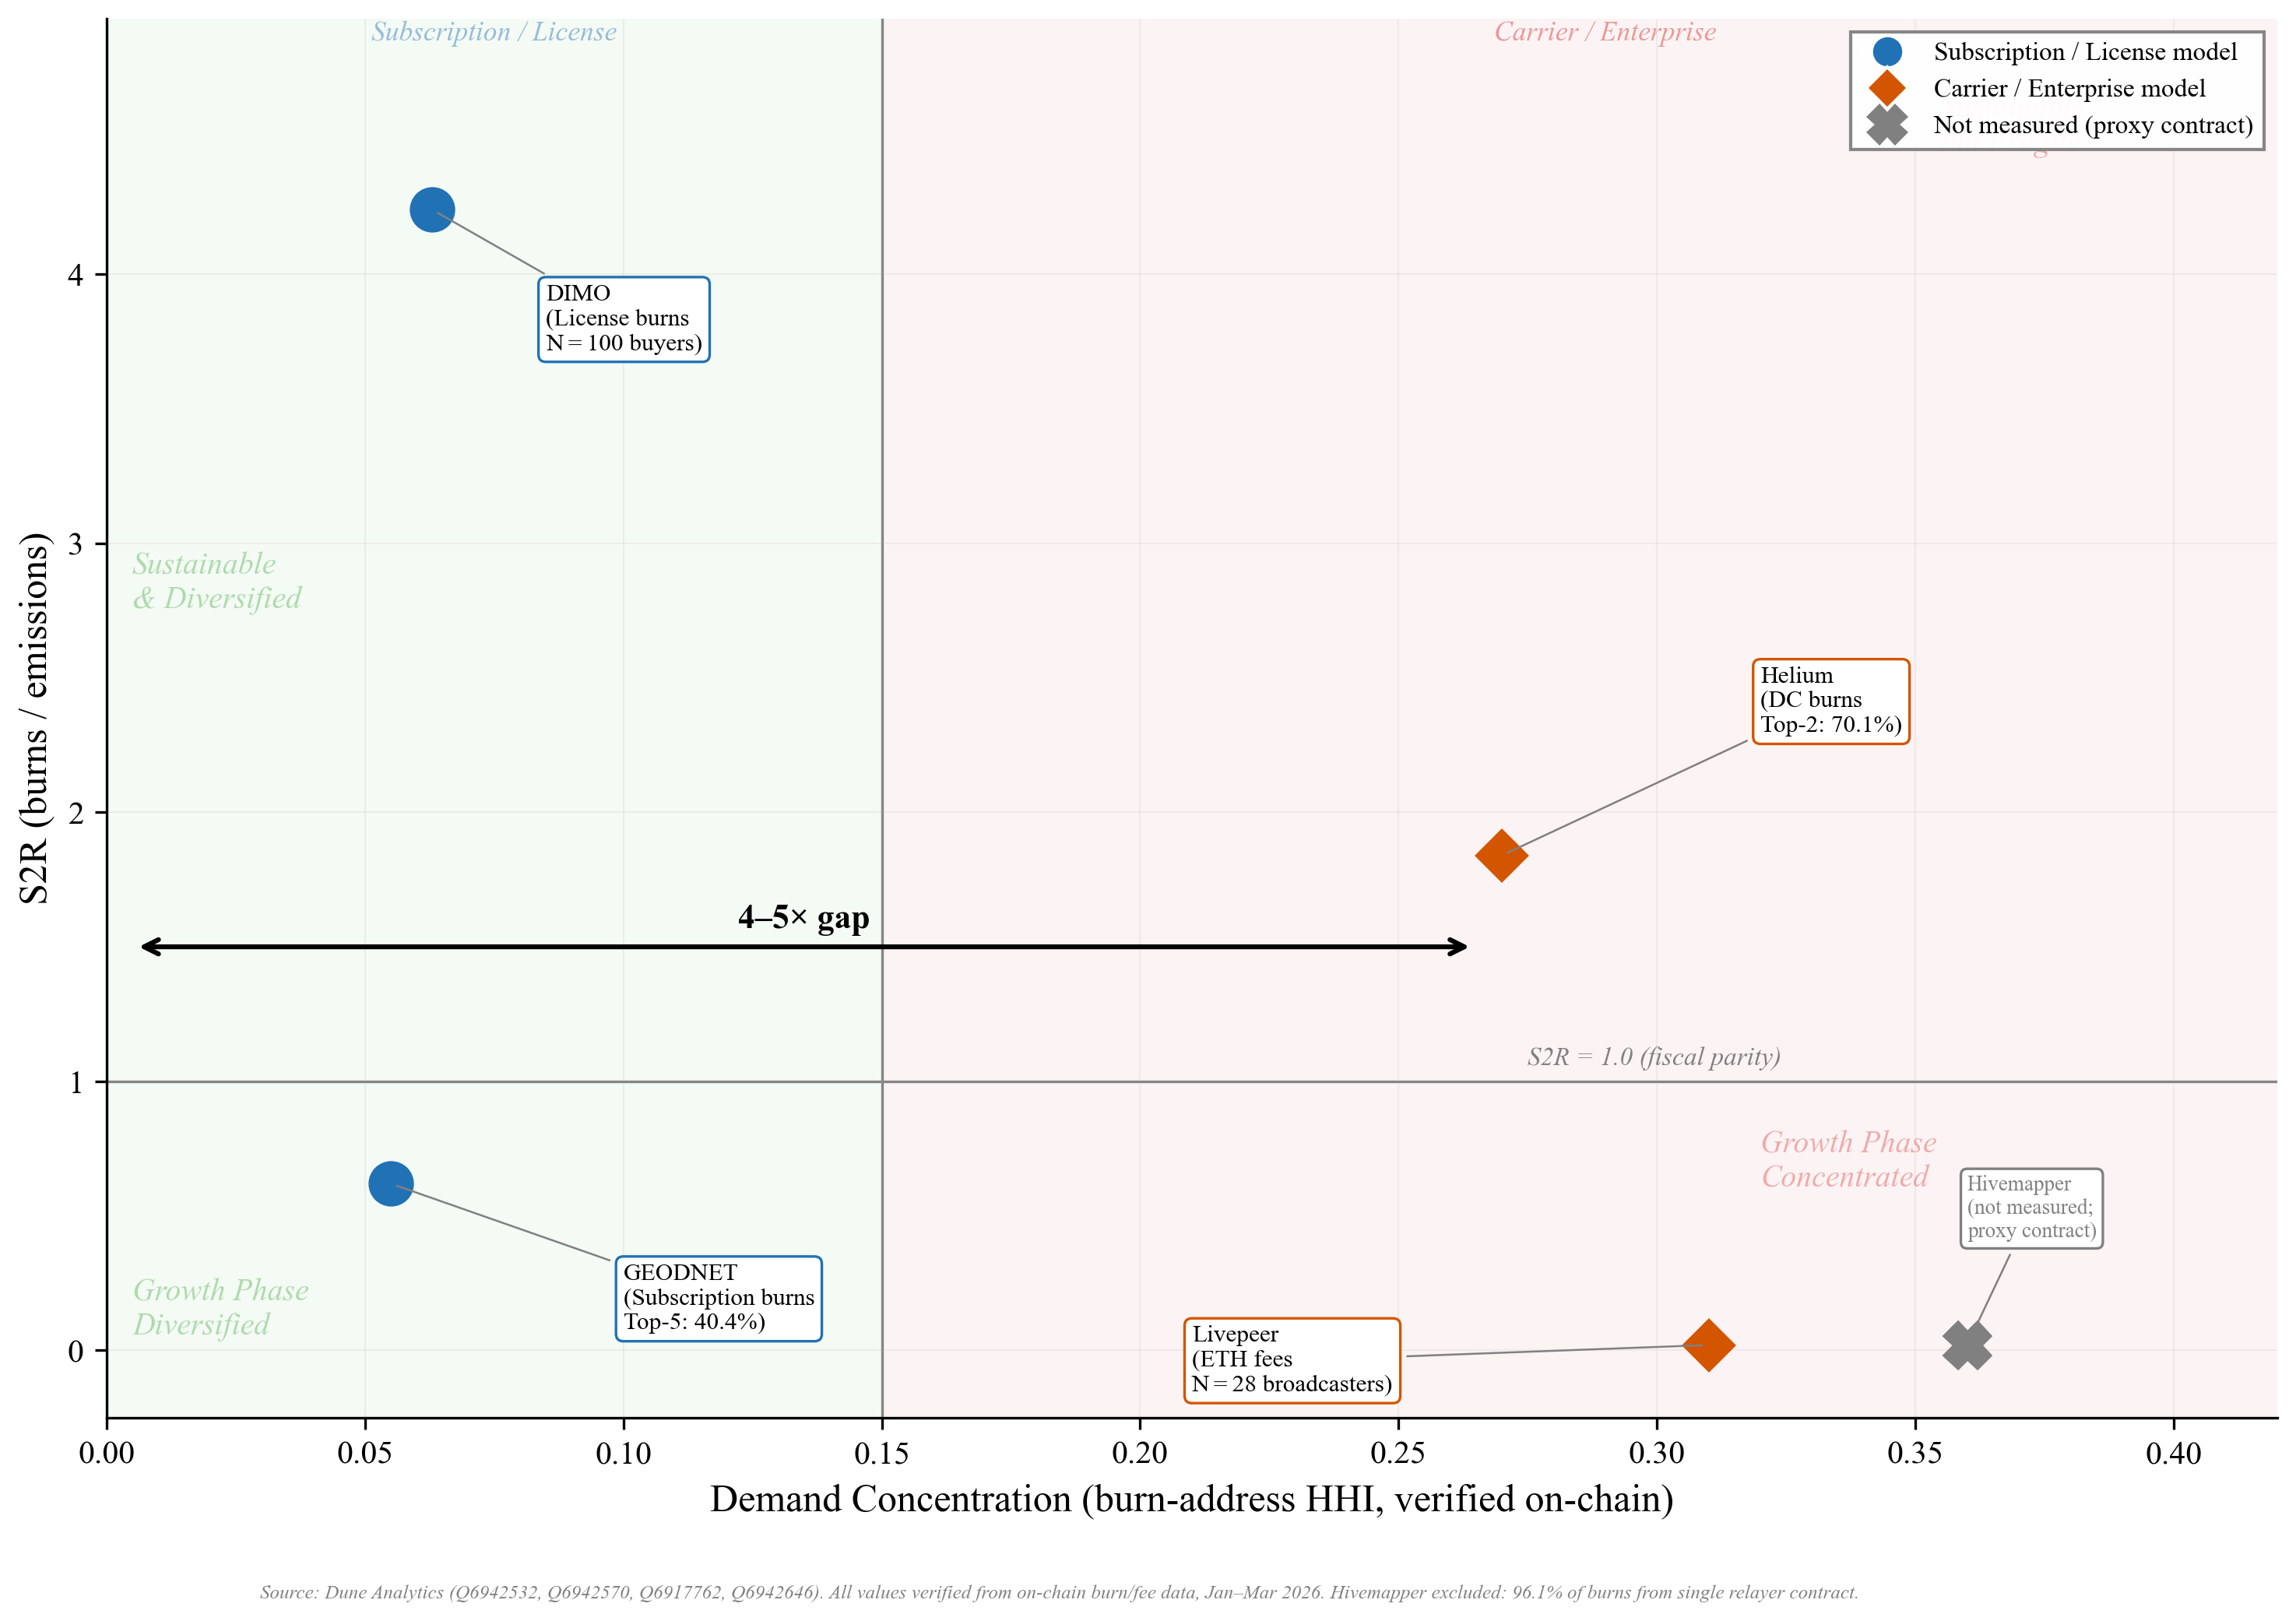 Subscription / License
Carrier / Enterprise
Subscription / License model
Carrier / Enterprise model
Not measured (proxy contract)
4
3
2
1
0
S2R (burns / emissions)
DIMO
(License burns
N = 100 buyers)
Sustainable
& Diversified
Helium
(DC burns
Top-2: 70.1%)
4–5× gap
S2R = 1.0 (fiscal parity)
Growth Phase
Concentrated
Hivemapper
(not measured;
proxy contract)
GEODNET
(Subscription burns
Top-5: 40.4%)
Growth Phase
Diversified
Livepeer
(ETH fees
N = 28 broadcasters)
0.00
0.05
0.10
0.15
0.20
0.25
0.30
0.35
0.40
Demand Concentration (burn-address HHI, verified on-chain)
Source: Dune Analytics (Q6942532, Q6942570, Q6917762, Q6942646). All values verified from on-chain burn/fee data, Jan–Mar 2026. Hivemapper excluded: 96.1% of burns from single relayer contract.